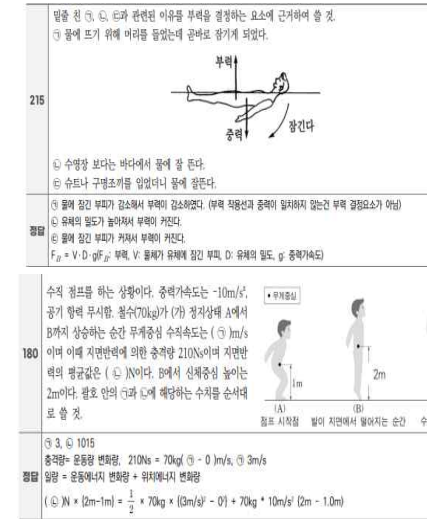 밑줄 친 ㉠, ㉡, ㉢과 관련된 이유를 부력을 결정하는 요소에 근거하여 쓸 것.
㉠ 물에 뜨기 위해 머리를 들었는데 곧바로 잠기게 되었다.
부력
215
중력
잠긴다
㉡ 수영장 보다는 바다에서 물에 잘 뜬다.
㉢ 슈트나 구명조끼를 입었더니 물에 잘뜬다.
정답
㉠ 물에 잠긴 부피가 감소해서 부력이 감소하였다. (부력 작용선과 중력이 일치하지 않는건 부력 결정요소가 아님)
㉡ 유체의 밀도가 높아져서 부력이 커진다.
㉢ 물에 잠긴 부피가 커져서 부력이 커진다.
F_B = V·D·g(F_B: 부력, V: 물체가 유체에 잠긴 부피, D: 유체의 밀도, g: 중력가속도)
180
수직 점프를 하는 상황이다. 중력가속도는 -10m/s²,
공기 항력 무시함. 철수(70kg)가 (가) 정지상태 A에서
B까지 상승하는 순간 무게중심 수직속도는 ( ㉠ )m/s
이며 이때 지면반력에 의한 충격량 210Ns이며 지면반
력의 평균값은 ( ㉡ )N이다. B에서 신체중심 높이는
2m이다. 괄호 안의 ㉠과 ㉡에 해당하는 수치를 순서대
로 쓸 것.
• 무게중심
1m
2m
(A)
(B)
점프 시작점
발이 지면에서 떨어지는 순간
수
정답
㉠ 3, ㉡ 1015
충격량= 운동량 변화량, 210Ns = 70kg( ㉠ - 0 )m/s, ㉠ 3m/s
일량 = 운동에너지 변화량 + 위치에너지 변화량
( ㉡ )N × (2m-1m) = 1/2 × 70kg × ((3m/s)² - 0²) + 70kg * 10m/s² (2m - 1.0m)